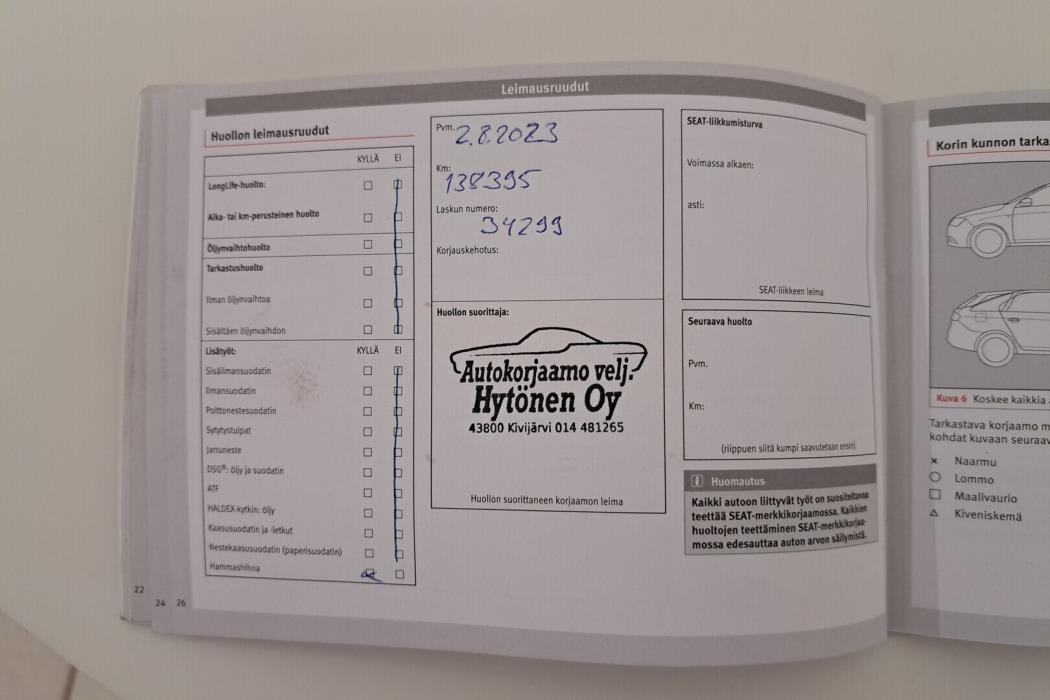 Leimausruudut
Huollon leimausruudut
KYLLÄ EI
LongLife-huolto:
Aika- tai km-perusteinen huolto
Öljynvaihtohuolto
Tarkastushuolto
Ilman öljynvaihtoa
Sisältäen öljynvaihdon
Lisätyöt: KYLLÄ EI
Sisäilmansuodatin
Ilmansuodatin
Polttonestesuodatin
Sytytystulpat
Jarruneste
DSG®: öljy ja suodatin
ATF
HALDEX-kytkin: öljy
Kaasusuodatin ja -letkut
Nestekaasusuodatin (paperisuodatin)
Hammashihna
22
24 26
Pvm. 2.8.2023
Km: 138395
Laskun numero:
34299
Korjauskehotus:
Huollon suorittaja:
Autokorjaamo velj.
Hytönen Oy
43800 Kivijärvi 014 481265
Huollon suorittaneen korjaamon leima
SEAT-liikkumisturva
Voimassa alkaen:
asti:
SEAT-liikkeen leima
Seuraava huolto
Pvm.
Km:
(riippuen siitä kumpi saavutetaan ensin)
i Huomautus
Kaikki autoon liittyvät työt on suositeltavaa
teettää SEAT-merkkikorjaamossa. Kaikkien
huoltojen teettäminen SEAT-merkkikorjaa-
mossa edesauttaa auton arvon säilymistä.
Korin kunnon tarka
Kuva 6 Koskee kaikkia
Tarkastava korjaamo m
kohdat kuvaan seuraav
× Naarmu
○ Lommo
□ Maalivaurio
△ Kiveniskemä